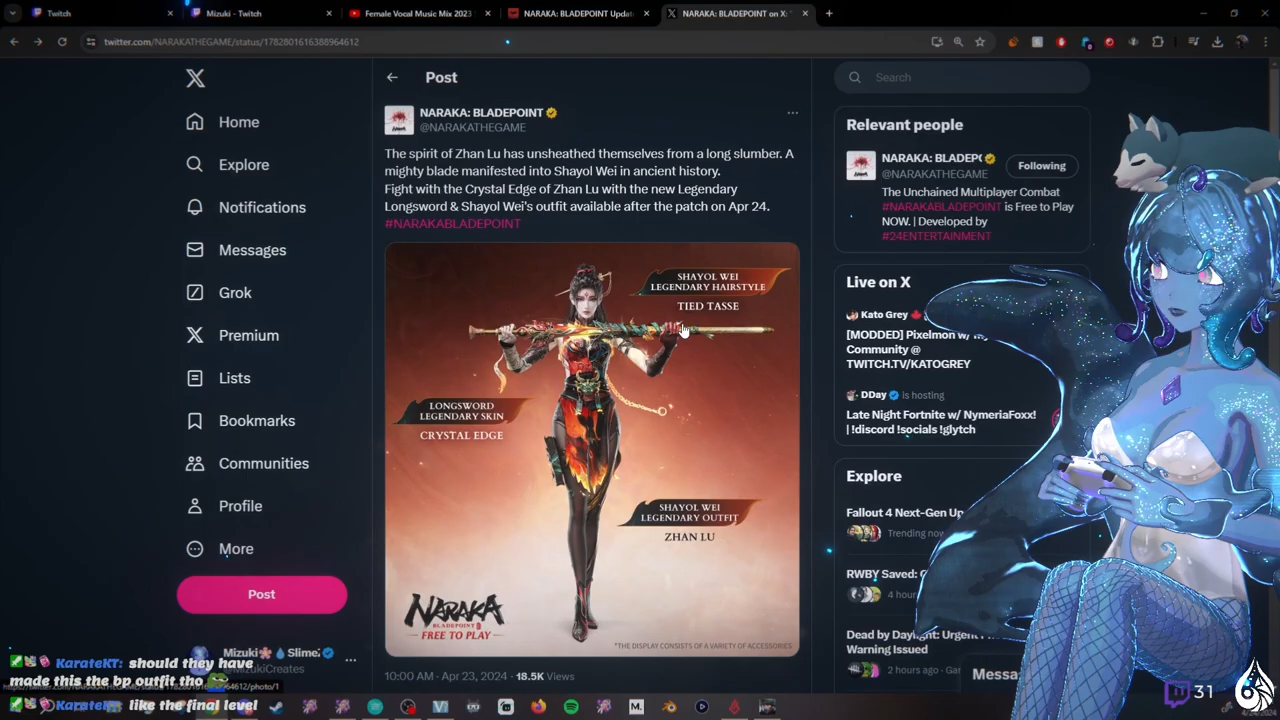 Twitch
Mizuki - Twitch
Female Vocal Music Mix 2023
NARAKA: BLADEPOINT Updat
NARAKA: BLADEPOINT on X: "
twitter.com/NARAKATHEGAME/status/1782801616388964612
Home
Explore
Notifications
Messages
Grok
Premium
Lists
Bookmarks
Communities
Profile
More
Post
Mizuki
@MizukiCreates
Post
NARAKA: BLADEPOINT
@NARAKATHEGAME
The spirit of Zhan Lu has unsheathed themselves from a long slumber. A
mighty blade manifested into Shayol Wei in ancient history.
Fight with the Crystal Edge of Zhan Lu with the new Legendary
Longsword & Shayol Wei's outfit available after the patch on Apr 24.
#NARAKABLADEPOINT
SHAYOL WEI
LEGENDARY HAIRSTYLE
TIED TASSE
LONGSWORD
LEGENDARY SKIN
CRYSTAL EDGE
SHAYOL WEI
LEGENDARY OUTFIT
ZHAN LU
NARAKA
BLADEPOINT
FREE TO PLAY
*THE DISPLAY CONSISTS OF A VARIETY OF ACCESSORIES
10:00 AM · Apr 23, 2024 · 18.5K Views
Search
Relevant people
NARAKA: BLADEP
@NARAKATHEGAME
Following
The Unchained Multiplayer Combat
#NARAKABLADEPOINT is Free to Play
NOW. | Developed by
#24ENTERTAINMENT
Live on X
Kato Grey
[MODDED] Pixelmon w/
Community @
TWITCH.TV/KATOGREY
DDay is hosting
Late Night Fortnite w/ NymeriaFoxx!
| !discord !socials !glytch
Explore
Fallout 4 Next-Gen Up
Trending now
RWBY Saved:
4 hour
Dead by Daylight: Urgent
Warning Issued
2 hours ago
Messa
KarateKT: should they have
made this the bp outfit tho
KarateKT: like the final level
31
4/24/2024